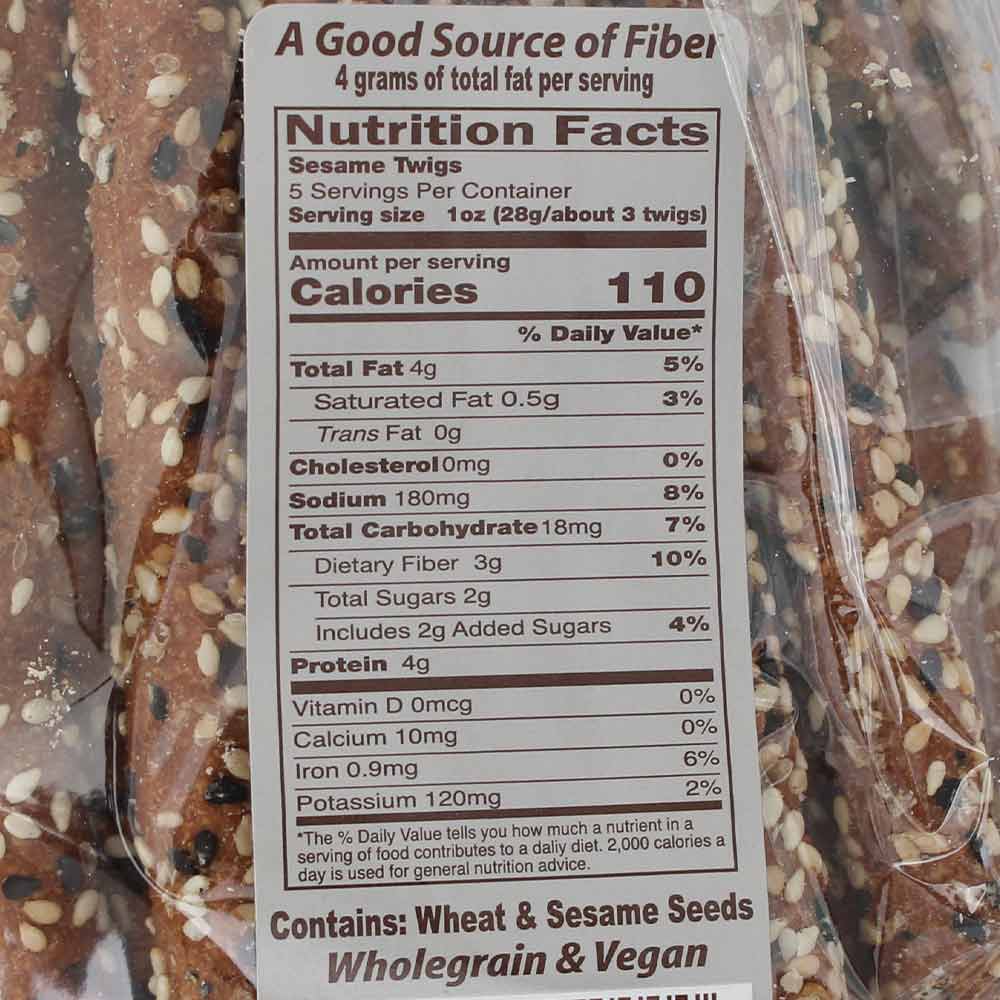 A Good Source of Fiber
4 grams of total fat per serving
Nutrition Facts
Sesame Twigs
5 Servings Per Container
Serving size 1oz (28g/about 3 twigs)
Amount per serving
Calories 110
% Daily Value*
Total Fat 4g 5%
Saturated Fat 0.5g 3%
Trans Fat 0g
Cholesterol 0mg 0%
Sodium 180mg 8%
Total Carbohydrate 18mg 7%
Dietary Fiber 3g 10%
Total Sugars 2g
Includes 2g Added Sugars 4%
Protein 4g
Vitamin D 0mcg 0%
Calcium 10mg 0%
Iron 0.9mg 6%
Potassium 120mg 2%
*The % Daily Value tells you how much a nutrient in a
serving of food contributes to a daliy diet. 2,000 calories a
day is used for general nutrition advice.
Contains: Wheat & Sesame Seeds
Wholegrain & Vegan